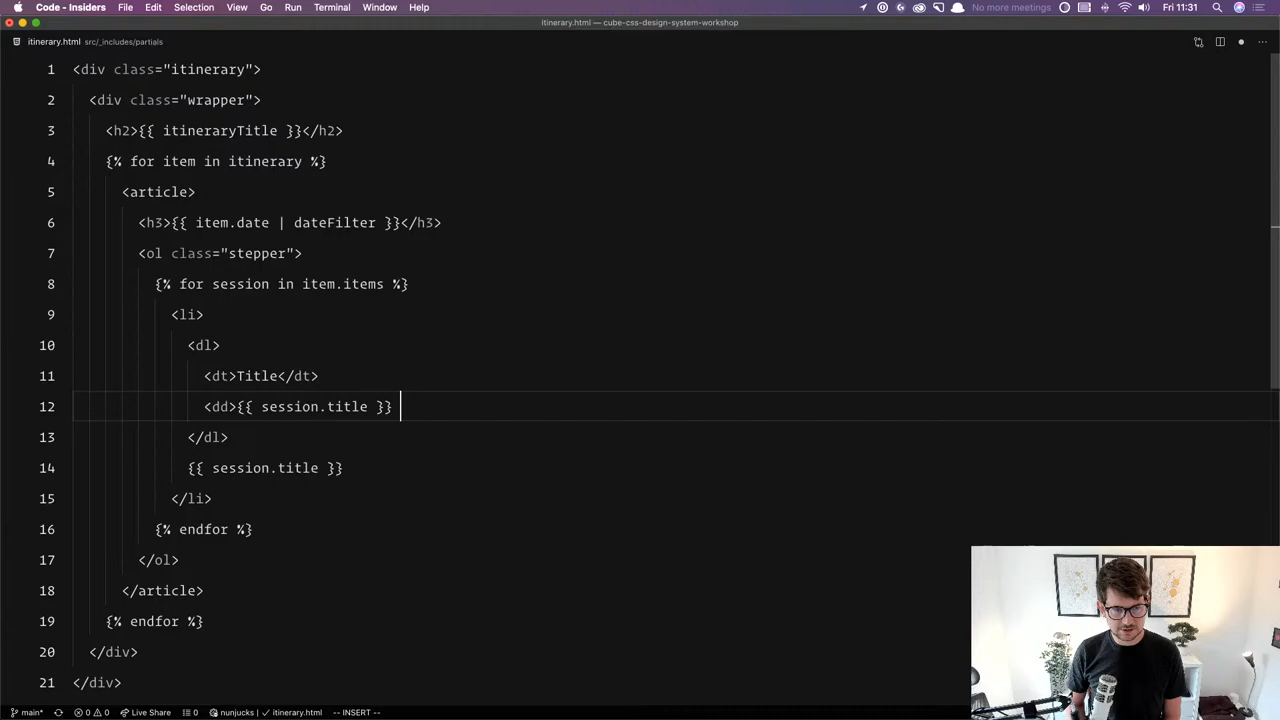 Code - Insiders File Edit Selection View Go Run Terminal Window Help No more meetings Fri 11:31
itinerary.html — cube-css-design-system-workshop
itinerary.html src/_includes/partials
1 <div class="itinerary">
2 <div class="wrapper">
3 <h2>{{ itineraryTitle }}</h2>
4 {% for item in itinerary %}
5 <article>
6 <h3>{{ item.date | dateFilter }}</h3>
7 <ol class="stepper">
8 {% for session in item.items %}
9 <li>
10 <dl>
11 <dt>Title</dt>
12 <dd>{{ session.title }}
13 </dl>
14 {{ session.title }}
15 </li>
16 {% endfor %}
17 </ol>
18 </article>
19 {% endfor %}
20 </div>
21 </div>
main* 0 0 Live Share 0 nunjucks | ✓ itinerary.html -- INSERT --